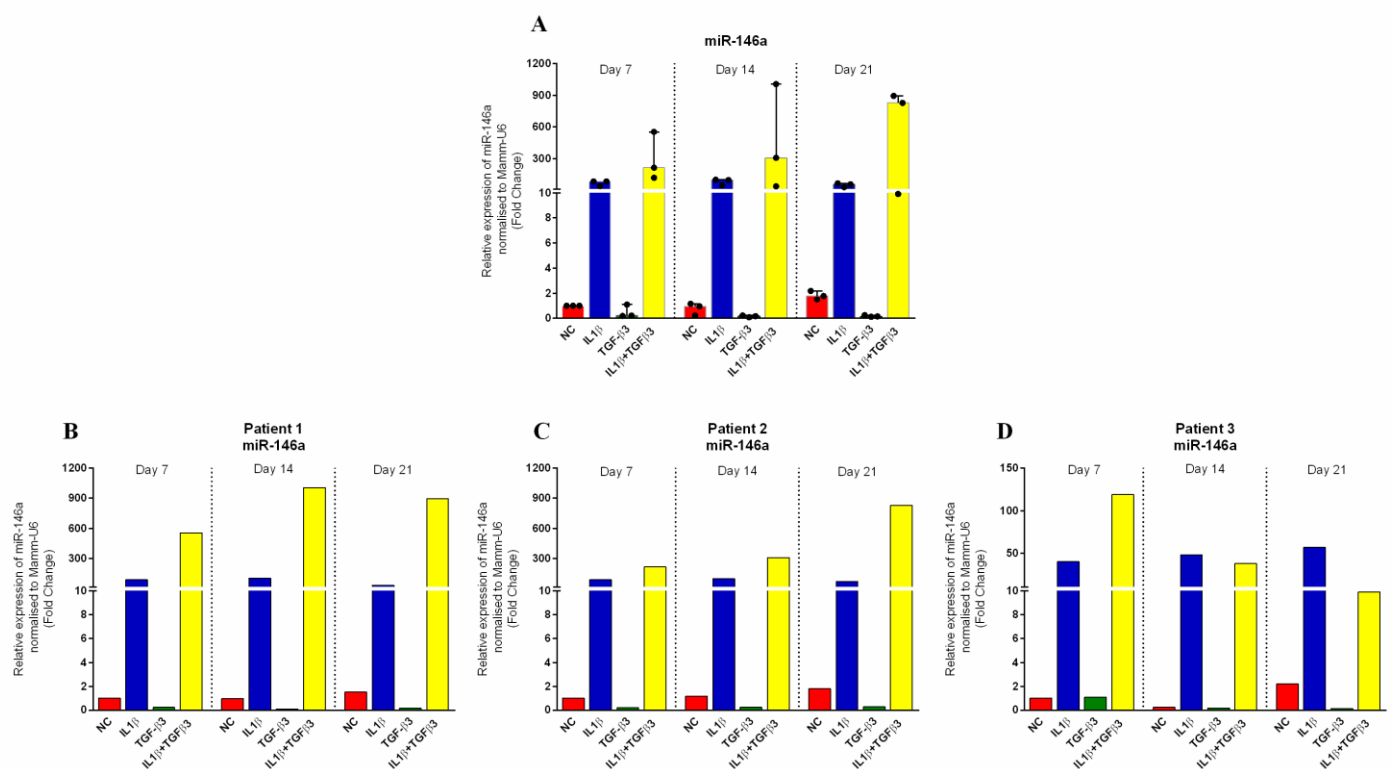 A
miR-146a
Relative expression of miR-146a
normalised to Mamm-U6
(Fold Change)
1200
900
600
300
10
8
6
4
2
0
Day 7
Day 14
Day 21
NC
IL1β
TGF-β3
IL1β+TGFβ3
NC
IL1β
TGF-β3
IL1β+TGFβ3
NC
IL1β
TGF-β3
IL1β+TGFβ3
B
Patient 1
miR-146a
Relative expression of miR-146a
normalised to Mamm-U6
(Fold Change)
1200
900
600
300
10
8
6
4
2
0
Day 7
Day 14
Day 21
NC
IL1β
TGF-β3
IL1β+TGFβ3
NC
IL1β
TGF-β3
IL1β+TGFβ3
NC
IL1β
TGF-β3
IL1β+TGFβ3
C
Patient 2
miR-146a
Relative expression of miR-146a
normalised to Mamm-U6
(Fold Change)
1200
900
600
300
10
8
6
4
2
0
Day 7
Day 14
Day 21
NC
IL1β
TGF-β3
IL1β+TGFβ3
NC
IL1β
TGF-β3
IL1β+TGFβ3
NC
IL1β
TGF-β3
IL1β+TGFβ3
D
Patient 3
miR-146a
Relative expression of miR-146a
normalised to Mamm-U6
(Fold Change)
150
100
50
10
8
6
4
2
0
Day 7
Day 14
Day 21
NC
IL1β
TGF-β3
IL1β+TGFβ3
NC
IL1β
TGF-β3
IL1β+TGFβ3
NC
IL1β
TGF-β3
IL1β+TGFβ3